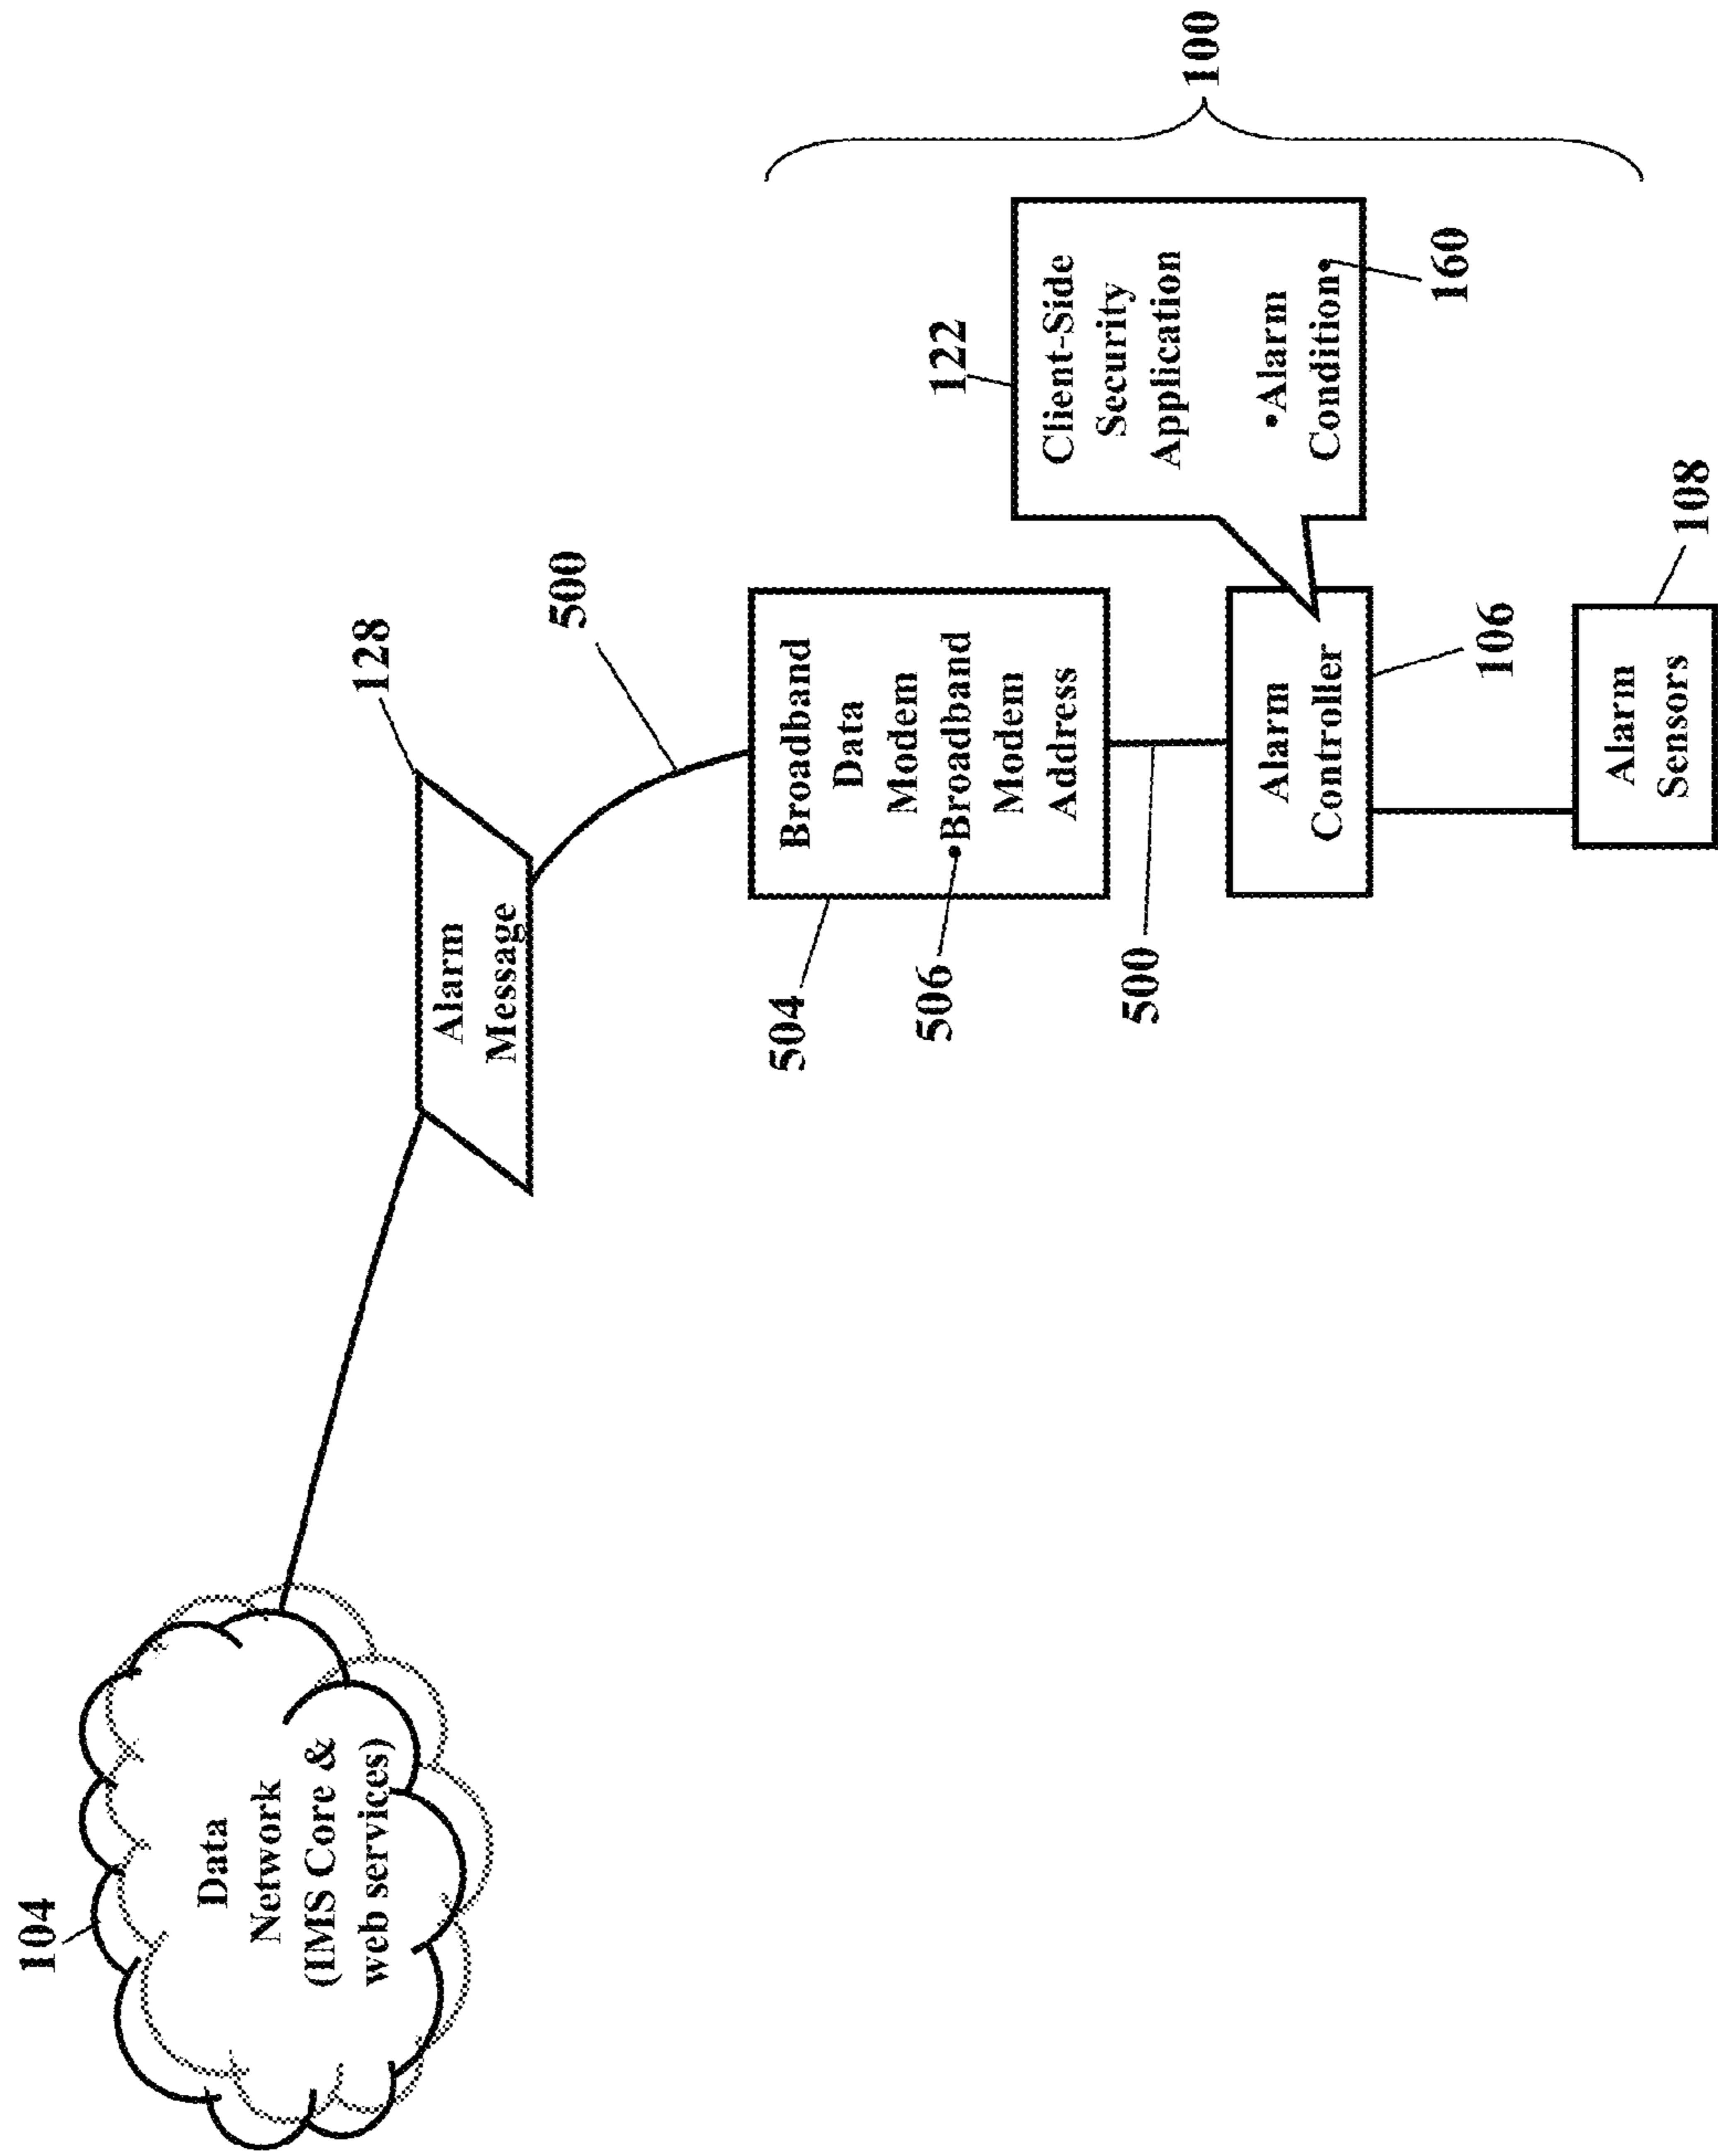 104
Data
Network
(IMS Core &
web services)
128
Alarm
Message
500
504
Broadband
Data
Modem
•Broadband
Modem
Address
506
500
122
Client-Side
Security
Application
•Alarm
Condition
160
100
Alarm
Controller
106
Alarm
Sensors
108